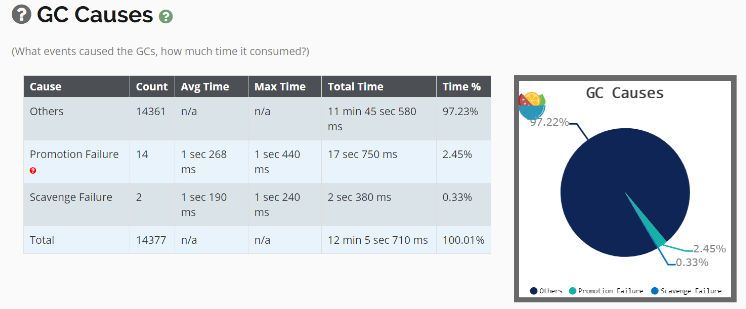 GC Causes
(What events caused the GCs, how much time it consumed?)
Cause Count Avg Time Max Time Total Time Time %
Others 14361 n/a n/a 11 min 45 sec 580 ms 97.23%
Promotion Failure 14 1 sec 268 ms 1 sec 440 ms 17 sec 750 ms 2.45%
Scavenge Failure 2 1 sec 190 ms 1 sec 240 ms 2 sec 380 ms 0.33%
Total 14377 n/a n/a 12 min 5 sec 710 ms 100.01%
GC Causes
97.22%
2.45%
0.33%
Others Promotion Failure Scavenge Failure